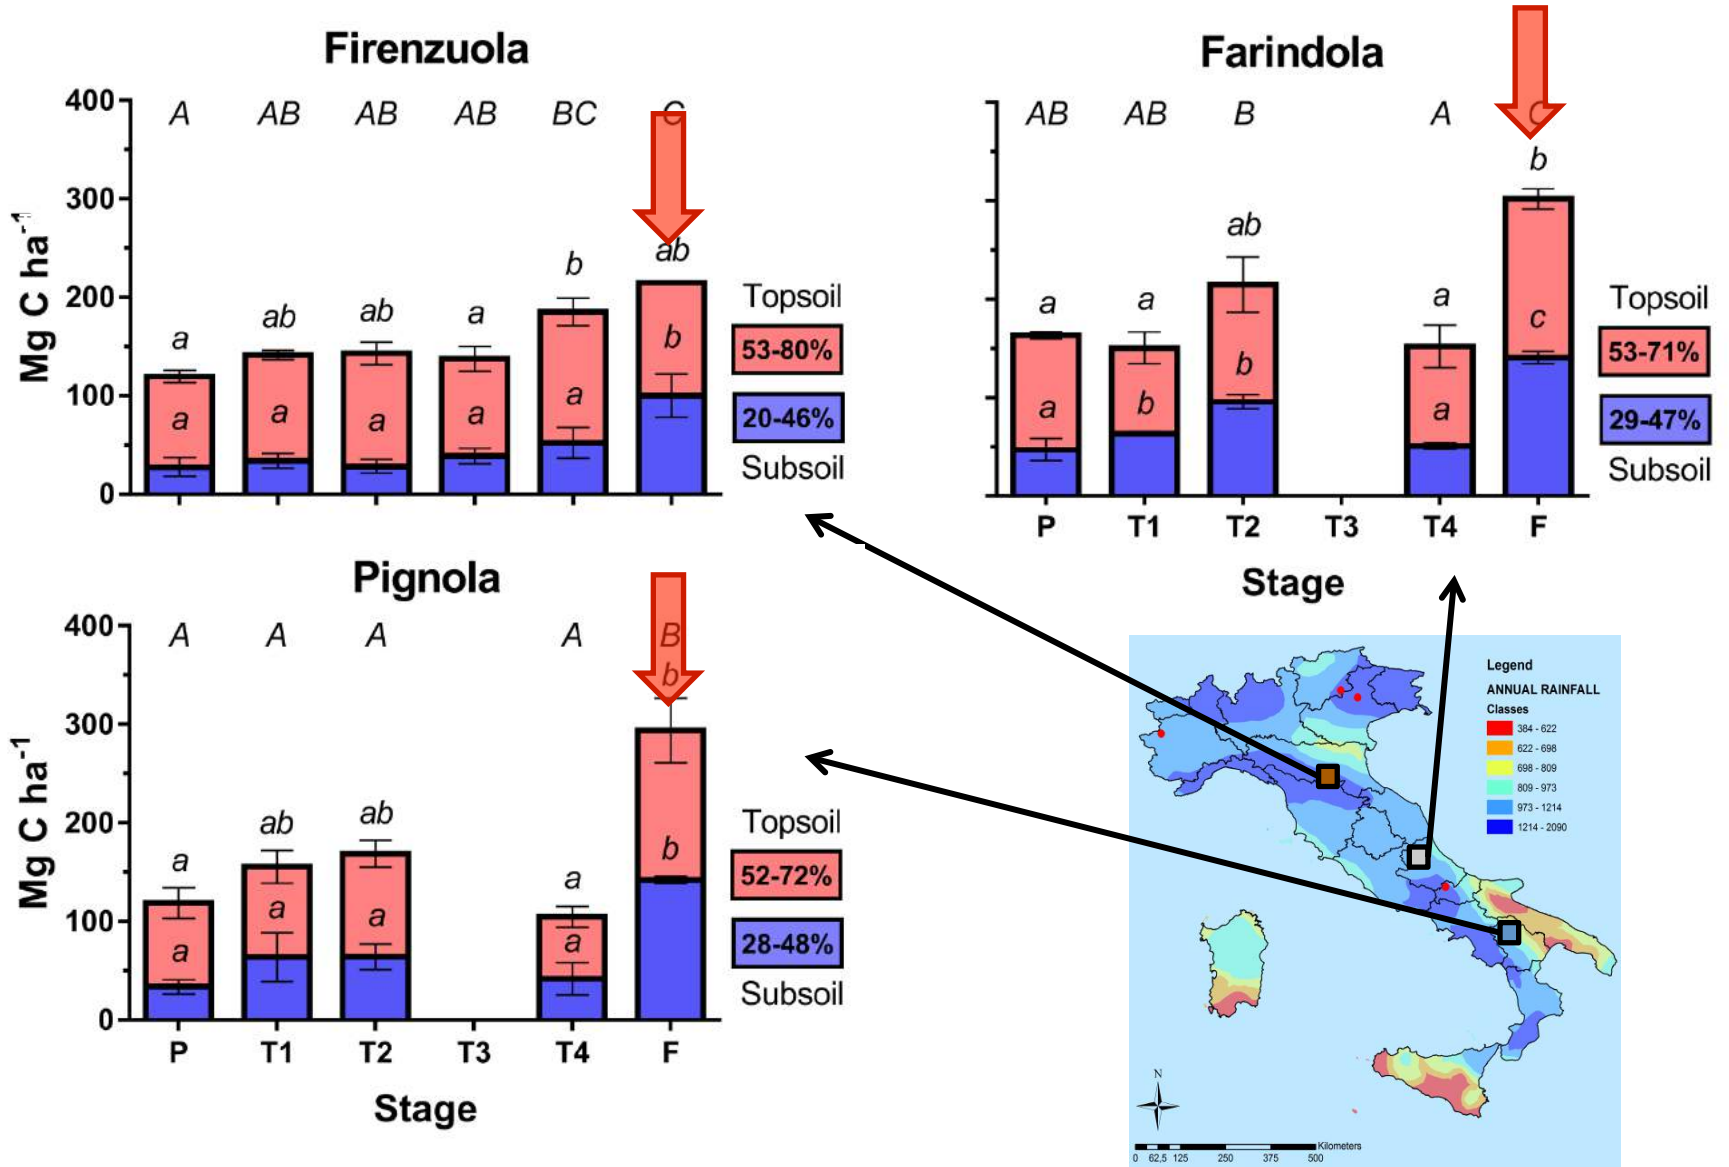 Firenzuola
Mg C ha-1
400
300
200
100
0
A AB AB AB BC C
a ab ab a b ab
a a a a a b
Topsoil
53-80%
20-46%
Subsoil
Farindola
AB AB B A C
a a ab a b
a b b a c
Topsoil
53-71%
29-47%
Subsoil
P T1 T2 T3 T4 F
Stage
Pignola
Mg C ha-1
400
300
200
100
0
A A A A B
a ab ab a b
a a a a b
Topsoil
52-72%
28-48%
Subsoil
P T1 T2 T3 T4 F
Stage
Legend
ANNUAL RAINFALL
Classes
384 - 622
622 - 698
698 - 809
809 - 973
973 - 1214
1214 - 2090
N
Kilometers
0 62,5 125 250 375 500